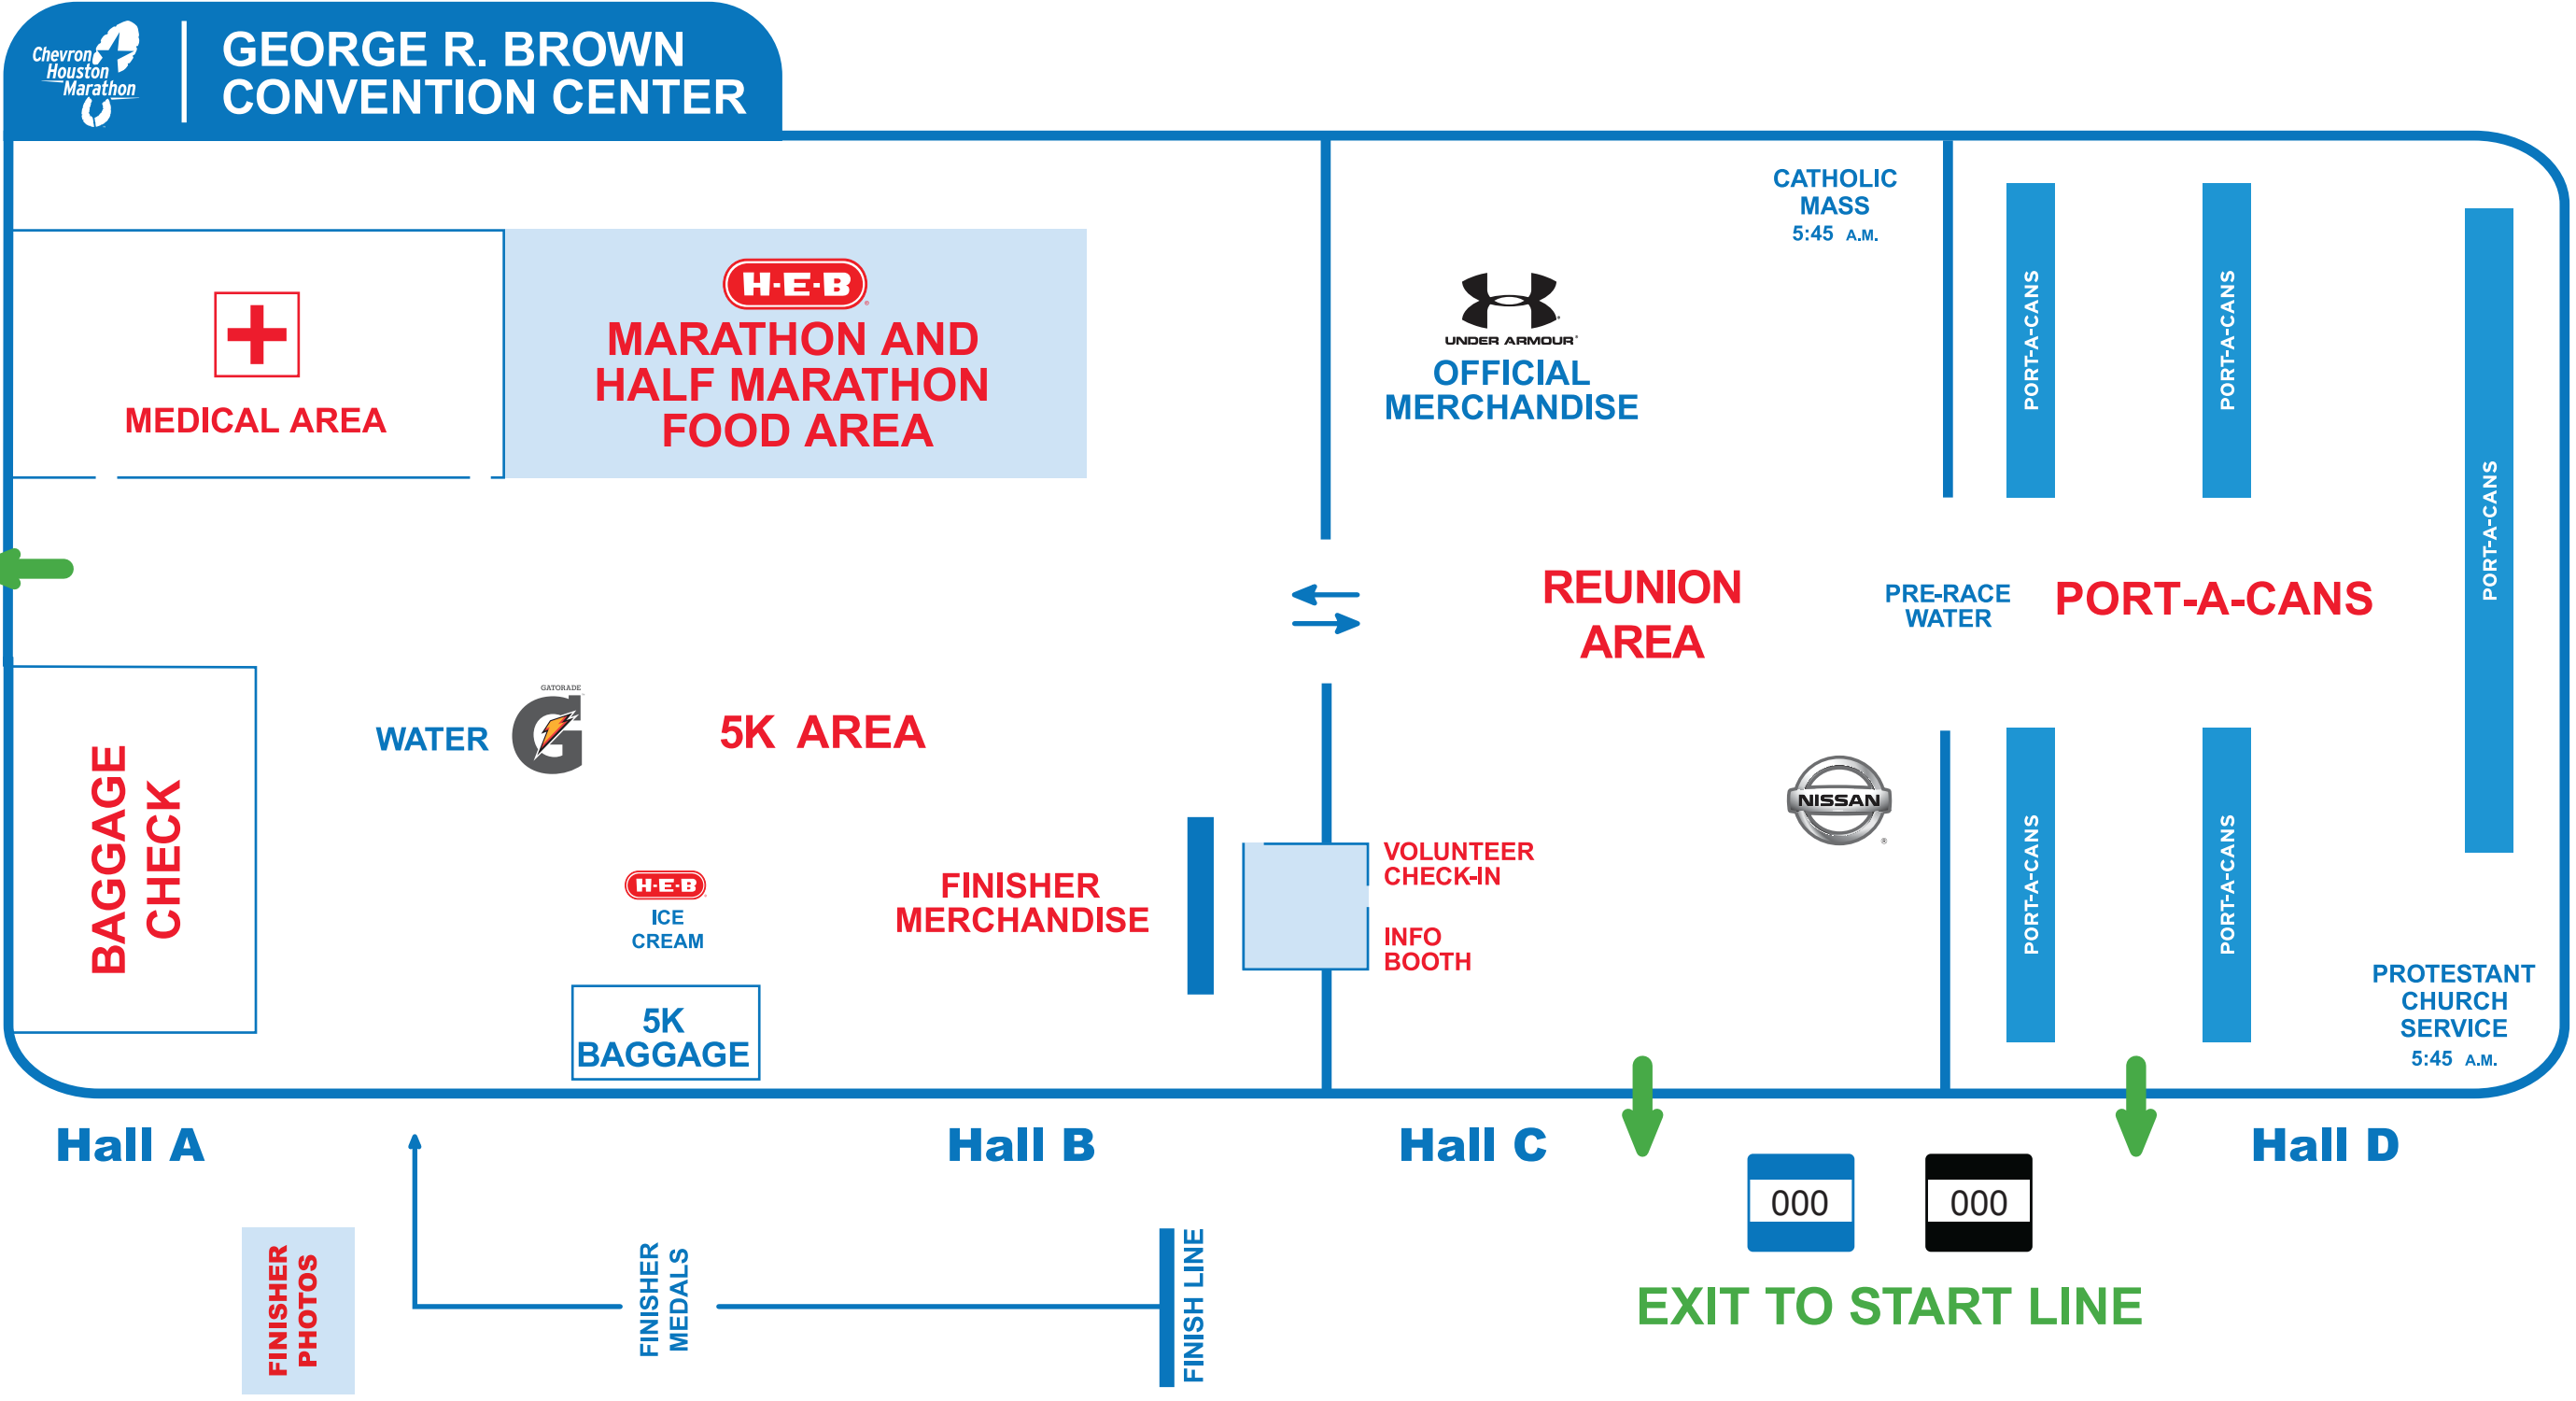 Chevron
Houston
Marathon
GEORGE R. BROWN
CONVENTION CENTER
MEDICAL AREA
H-E-B
MARATHON AND
HALF MARATHON
FOOD AREA
UNDER ARMOUR
OFFICIAL
MERCHANDISE
CATHOLIC
MASS
5:45 A.M.
PORT-A-CANS
PORT-A-CANS
PORT-A-CANS
REUNION
AREA
PRE-RACE
WATER
PORT-A-CANS
BAGGAGE
CHECK
WATER
GATORADE
G
5K AREA
H-E-B
ICE
CREAM
5K
BAGGAGE
FINISHER
MERCHANDISE
VOLUNTEER
CHECK-IN
INFO
BOOTH
NISSAN
PORT-A-CANS
PORT-A-CANS
PROTESTANT
CHURCH
SERVICE
5:45 A.M.
Hall A
Hall B
Hall C
Hall D
FINISHER
PHOTOS
FINISHER
MEDALS
FINISH LINE
000
000
EXIT TO START LINE